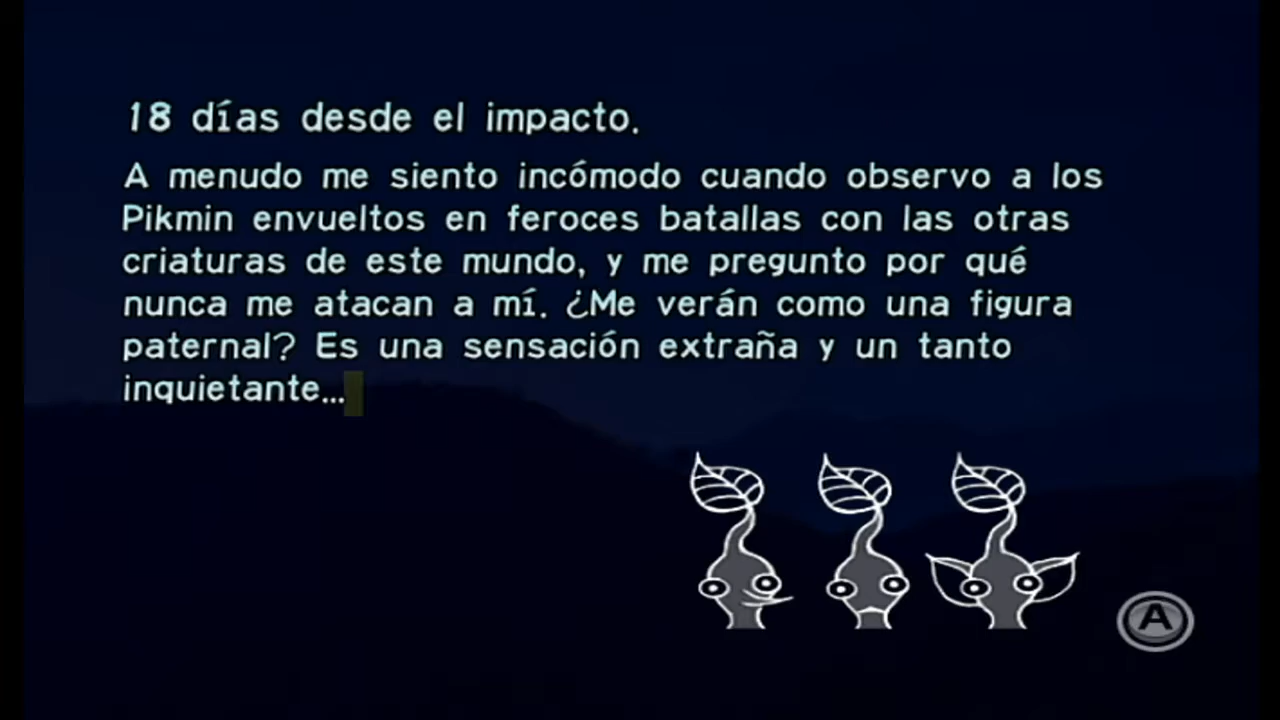 18 días desde el impacto.
A menudo me siento incómodo cuando observo a los
Pikmin envueltos en feroces batallas con las otras
criaturas de este mundo, y me pregunto por qué
nunca me atacan a mí. ¿Me verán como una figura
paternal? Es una sensación extraña y un tanto
inquietante...
A